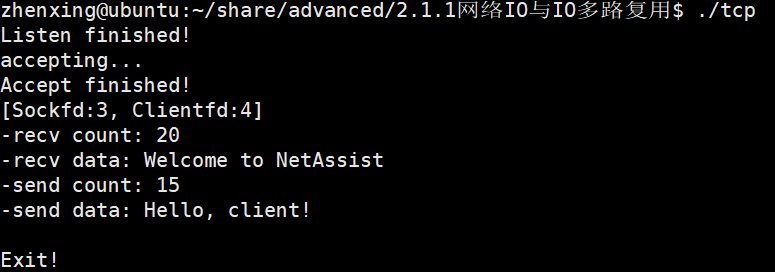 zhenxing@ubuntu:~/share/advanced/2.1.1网络IO与IO多路复用$ ./tcp
Listen finished!
accepting...
Accept finished!
[Sockfd:3, Clientfd:4]
-recv count: 20
-recv data: Welcome to NetAssist
-send count: 15
-send data: Hello, client!
Exit!